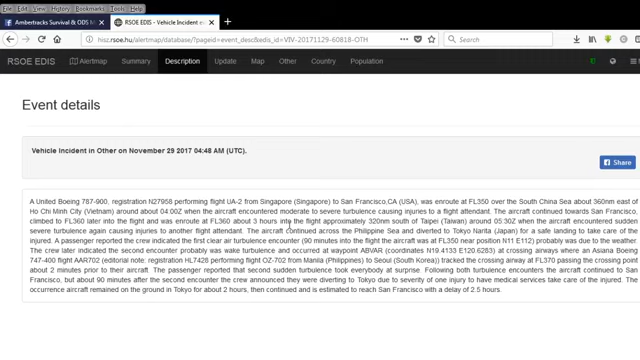 File Edit View History Bookmarks Tools Help
Ambertracks Survival & ODS M
RSOE EDIS - Vehicle Incident e
hisz.rsoe.hu/alertmap/database/?pageid=event_desc&edis_id=VIV-20171129-60818-OTH
Search
RSOE EDIS Alertmap Summary Description Update Map Other Country Population
Event details
Vehicle Incident in Other on November 29 2017 04:48 AM (UTC).
Share
A United Boeing 787-900, registration N27958 performing flight UA-2 from Singapore (Singapore) to San Francisco,CA (USA), was enroute at FL350 over the South China Sea about 360nm east of
Ho Chi Minh City (Vietnam) around about 04:00Z when the aircraft encountered moderate to severe turbulence causing injuries to a flight attendant. The aircraft continued towards San Francisco,
climbed to FL360 later into the flight and was enroute at FL360 about 3 hours into the flight approximately 320nm south of Taipei (Taiwan) around 05:30Z when the aircraft encountered sudden
severe turbulence again causing injuries to another flight attendant. The aircraft continued across the Philippine Sea and diverted to Tokyo Narita (Japan) for a safe landing to take care of the
injured. A passenger reported the crew indicated the first clear air turbulence encounter (90 minutes into the flight the aircraft was at FL350 near position N11 E112) probably was due to the weather.
The crew later indicated the second encounter probably was wake turbulence and occurred at waypoint ABVAR (coordinates N19.4133 E120.6911) at crossing airways where an Asiana Boeing
747-400 flight AAR702 (editorial note: registration HL7428 performing flight OZ-702 from Manila (Philippines) to Seoul (South Korea)) tracked the crossing airway at FL370 passing the crossing point
about 2 minutes prior to their aircraft. The passenger reported that second sudden turbulence took everybody at surprise. Following both turbulence encounters the aircraft continued to San
Francisco, but about 90 minutes after the second encounter the crew announced they were diverting to Tokyo due to severity of one injury to have medical services take care of the injured. The
occurrence aircraft remained on the ground in Tokyo for about 2 hours, then continued and is estimated to reach San Francisco with a delay of 2.5 hours.